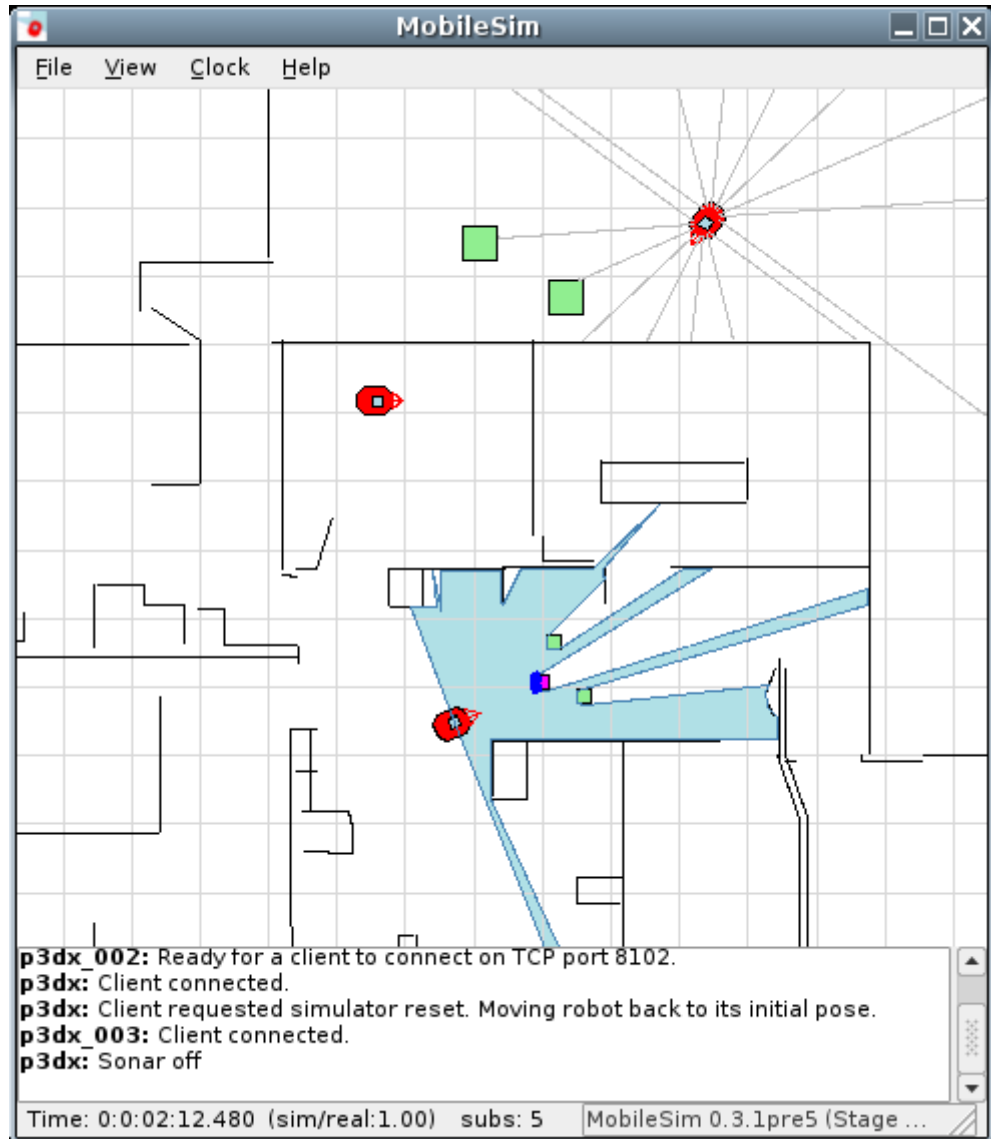 MobileSim
File View Clock Help
p3dx_002: Ready for a client to connect on TCP port 8102.
p3dx: Client connected.
p3dx: Client requested simulator reset. Moving robot back to its initial pose.
p3dx_003: Client connected.
p3dx: Sonar off
Time: 0:0:02:12.480 (sim/real:1.00) subs: 5 MobileSim 0.3.1pre5 (Stage ...